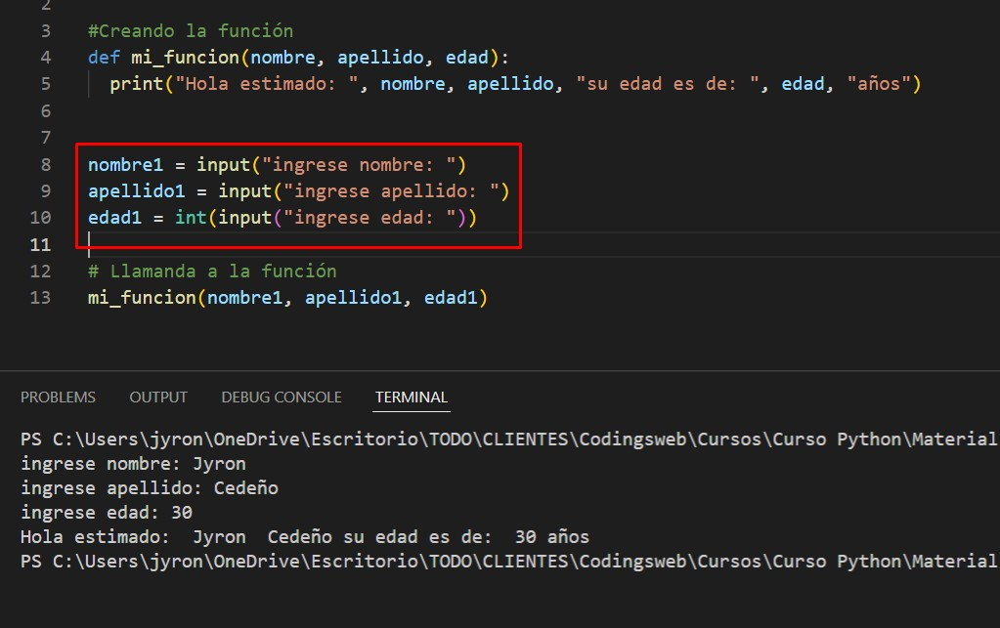 2
3 #Creando la función
4 def mi_funcion(nombre, apellido, edad):
5 print("Hola estimado: ", nombre, apellido, "su edad es de: ", edad, "años")
6
7
8 nombre1 = input("ingrese nombre: ")
9 apellido1 = input("ingrese apellido: ")
10 edad1 = int(input("ingrese edad: "))
11
12 # Llamanda a la función
13 mi_funcion(nombre1, apellido1, edad1)
PROBLEMS OUTPUT DEBUG CONSOLE TERMINAL
PS C:\Users\jyron\OneDrive\Escritorio\TODO\CLIENTES\Codingsweb\Cursos\Curso Python\Material
ingrese nombre: Jyron
ingrese apellido: Cedeño
ingrese edad: 30
Hola estimado:  Jyron  Cedeño su edad es de:  30 años
PS C:\Users\jyron\OneDrive\Escritorio\TODO\CLIENTES\Codingsweb\Cursos\Curso Python\Material